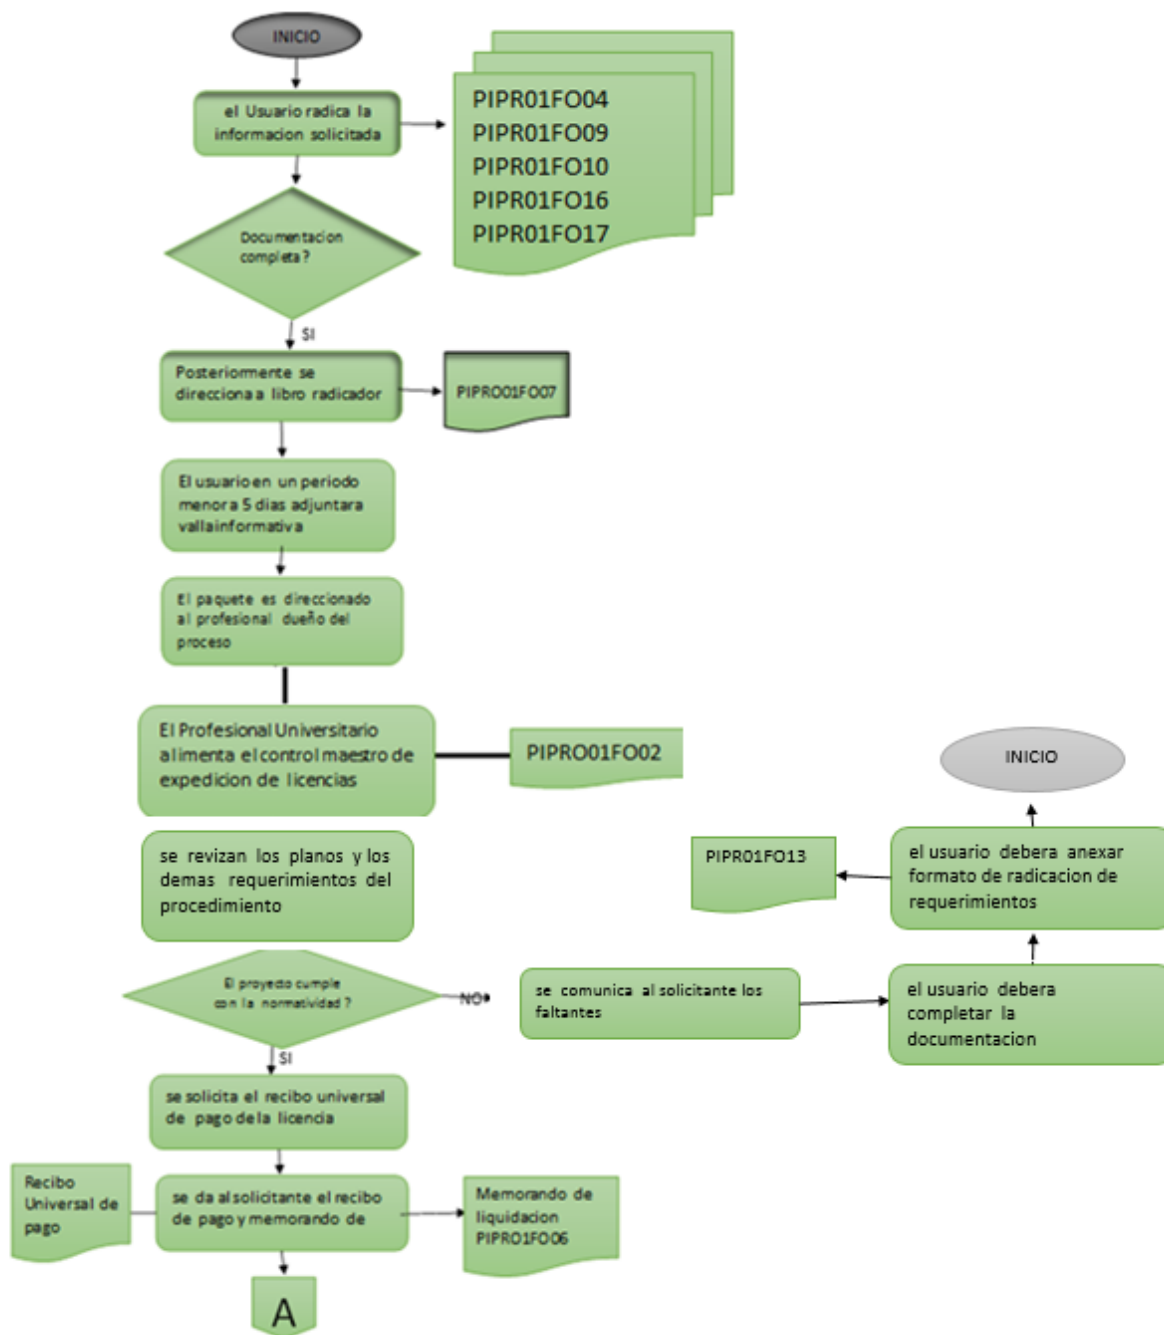 INICIO
el Usuario radica la
informacion solicitada
PIPR01FO04
PIPR01FO09
PIPR01FO10
PIPR01FO16
PIPR01FO17
Documentacion
completa?
SI
Posteriormente se
direcciona a libro radicador
PIPRO01FO07
El usuario en un periodo
menor a 5 dias adjuntara
valla informativa
El paquete es direccionado
al profesional dueño del
proceso
El Profesional Universitario
alimenta el control maestro de
expedicion de licencias
PIPRO01FO02
se revizan los planos y los
demas requerimientos del
procedimiento
El proyecto cumple
con la normatividad ?
NO
se comunica al solicitante los
faltantes
el usuario debera
completar la
documentacion
el usuario debera anexar
formato de radicacion de
requerimientos
PIPR01FO13
INICIO
SI
se solicita el recibo universal
de pago de la licencia
se da al solicitante el recibo
de pago y memorando de
Recibo
Universal de
pago
Memorando de
liquidacion
PIPRO1FO06
A